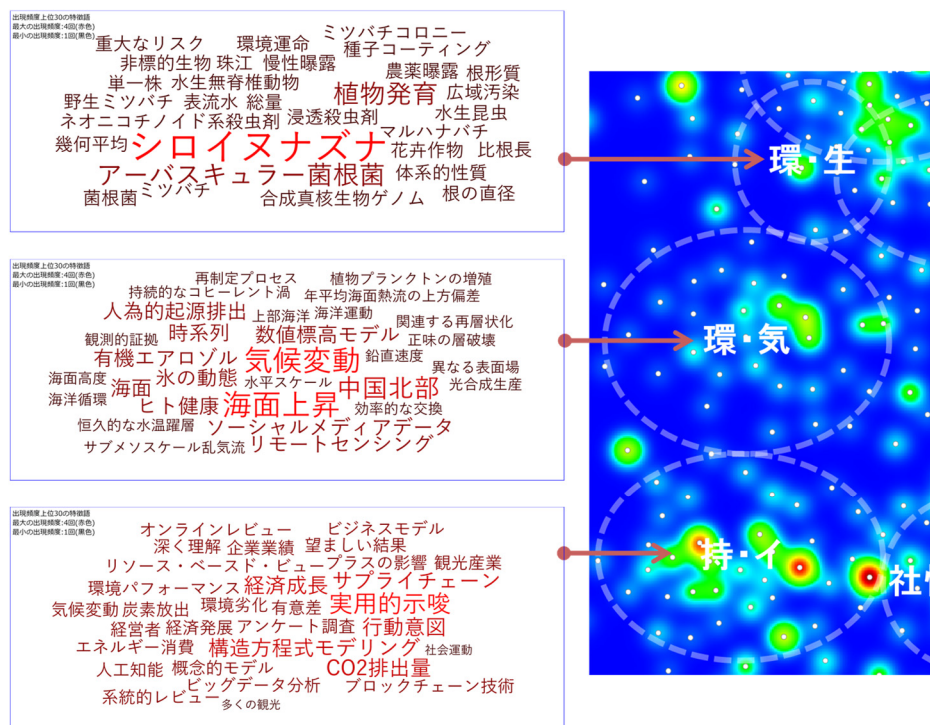 出現頻度上位30の特徴語
最大の出現頻度:4回(赤色)
最小の出現頻度:1回(黒色)
ミツバチコロニー
重大なリスク 環境運命 種子コーティング
非標的生物 珠江 慢性曝露 農薬曝露 根形質
単一株 水生無脊椎動物 植物発育 広域汚染
野生ミツバチ 表流水 総量 水生昆虫
ネオニコチノイド系殺虫剤 浸透殺虫剤 マルハナバチ
幾何平均 シロイヌナズナ 花卉作物 比根長
アーバスキュラー菌根菌 体系的性質
菌根菌 ミツバチ 合成真核生物ゲノム 根の直径
環・生
出現頻度上位30の特徴語
最大の出現頻度:4回(赤色)
最小の出現頻度:1回(黒色)
再制定プロセス 植物プランクトンの増殖
持続的なコヒーレント渦 年平均海面熱流の上方偏差
人為的起源排出 上部海洋 海洋運動 関連する再層状化
観測的証拠 時系列 数値標高モデル 正味の層破壊
有機エアロゾル 気候変動 鉛直速度 異なる表面場
海面高度 海面 氷の動態 水平スケール 中国北部 光合成生産
海洋循環 ヒト健康 海面上昇 効率的な交換
恒久的な水温躍層 ソーシャルメディアデータ
サブメソスケール乱気流 リモートセンシング
環・気
出現頻度上位30の特徴語
最大の出現頻度:4回(赤色)
最小の出現頻度:1回(黒色)
オンラインレビュー ビジネスモデル
深く理解 企業業績 望ましい結果
リソース・ベースド・ビュー プラスの影響 観光産業
環境パフォーマンス 経済成長 サプライチェーン
気候変動 炭素放出 環境劣化 有意差 実用的示唆
経営者 経済発展 アンケート調査 行動意図
エネルギー消費 構造方程式モデリング 社会運動
人工知能 概念的モデル CO2排出量
ビッグデータ分析 ブロックチェーン技術
系統的レビュー 多くの観光
持・イ